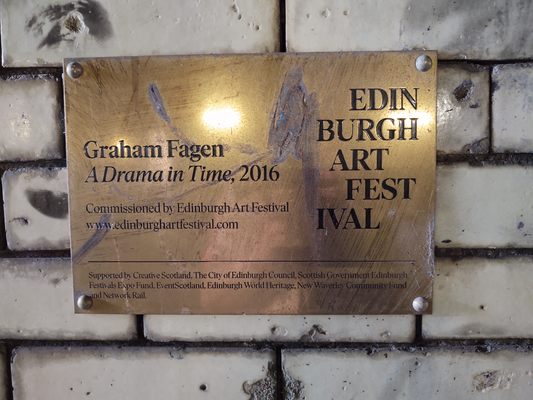 Graham Fagen
A Drama in Time, 2016
Commissioned by Edinburgh Art Festival
www.edinburghartfestival.com
EDIN
BURGH
ART
FEST
IVAL
Supported by Creative Scotland, The City of Edinburgh Council, Scottish Government Edinburgh
Festivals Expo Fund, EventScotland, Edinburgh World Heritage, New Waverley Community Fund
and Network Rail.